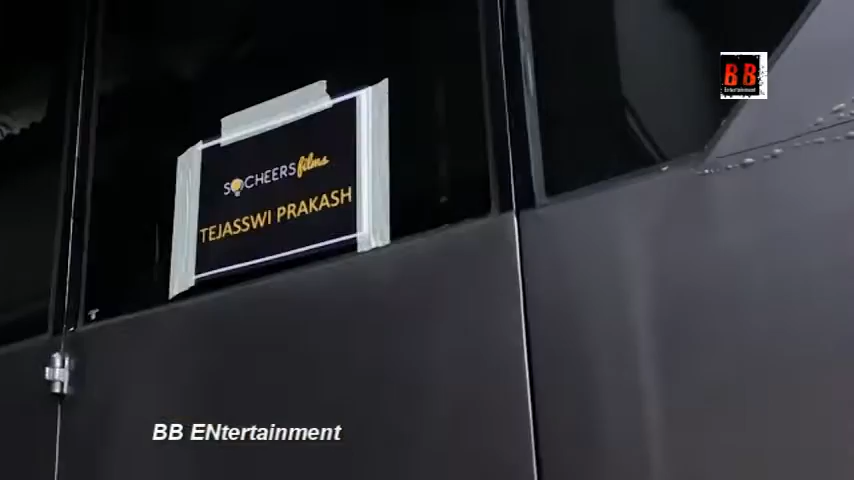 BB
Entertainment
SOCHEERS films
TEJASSWI PRAKASH
BB ENtertainment